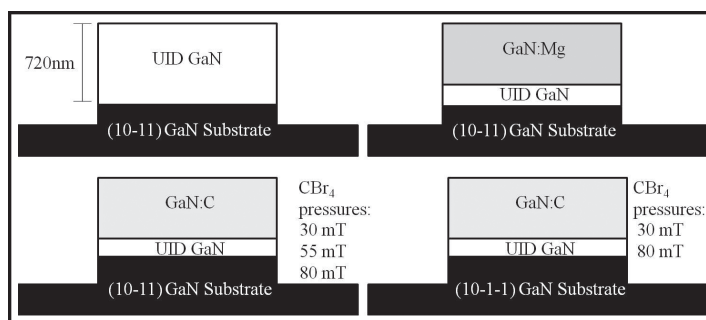 720nm
UID GaN
(10-11) GaN Substrate
GaN:Mg
UID GaN
(10-11) GaN Substrate
GaN:C
UID GaN
(10-11) GaN Substrate
CBr₄
pressures:
30 mT
55 mT
80 mT
GaN:C
UID GaN
(10-1-1) GaN Substrate
CBr₄
pressures:
30 mT
80 mT